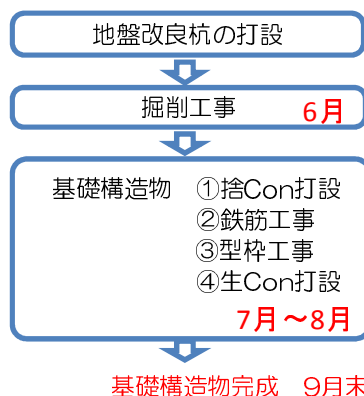 地盤改良杭の打設
掘削工事 6月
基礎構造物 ①捨Con打設
②鉄筋工事
③型枠工事
④生Con打設
7月～8月
基礎構造物完成 9月末